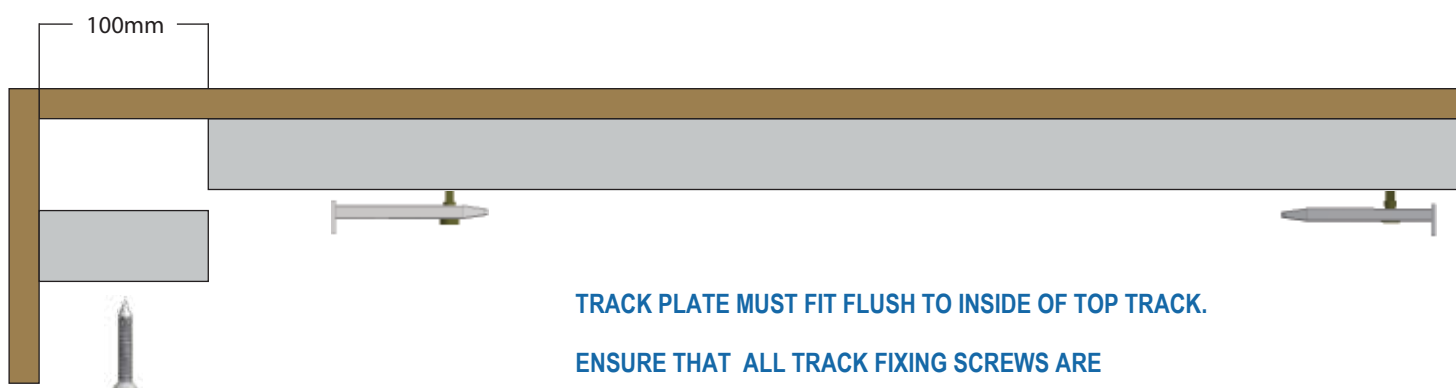 100mm
TRACK PLATE MUST FIT FLUSH TO INSIDE OF TOP TRACK.
ENSURE THAT  ALL TRACK FIXING SCREWS ARE